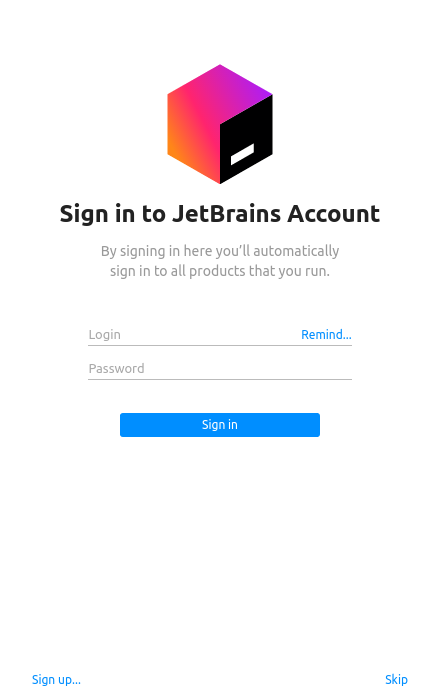 Sign in to JetBrains Account
By signing in here you’ll automatically
sign in to all products that you run.
Login Remind...
Password
Sign in
Sign up... Skip